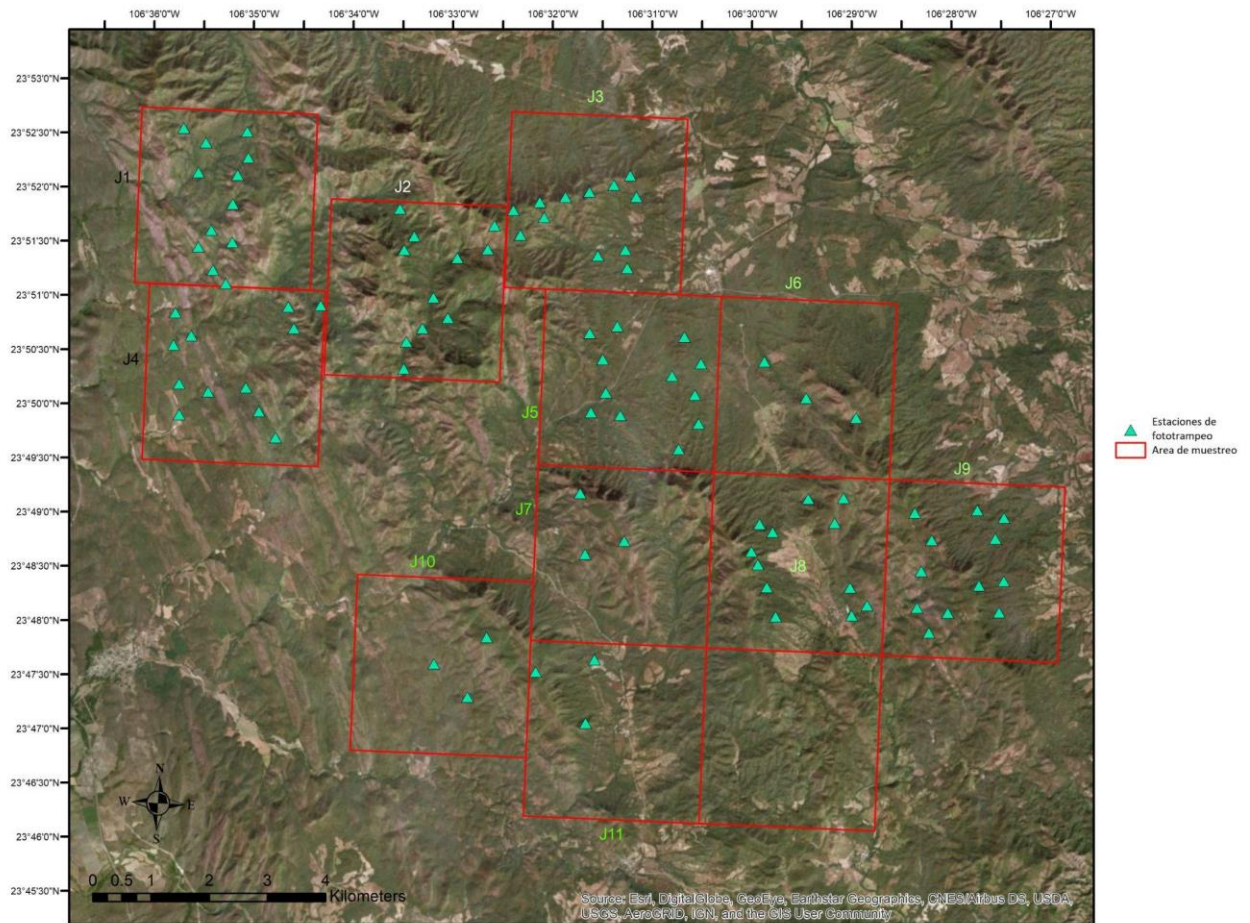 106°36'0"W 106°35'0"W 106°34'0"W 106°33'0"W 106°32'0"W 106°31'0"W 106°30'0"W 106°29'0"W 106°28'0"W 106°27'0"W
23°53'0"N
23°52'30"N
23°52'0"N
23°51'30"N
23°51'0"N
23°50'30"N
23°50'0"N
23°49'30"N
23°49'0"N
23°48'30"N
23°48'0"N
23°47'30"N
23°47'0"N
23°46'30"N
23°46'0"N
23°45'30"N
J3
J1
J2
J6
J4
J5
J9
J7
J10
J8
J11
Estaciones de
fototrampeo
Area de muestreo
N
W E
S
0 0.5 1 2 3 4
Kilometers
Source: Esri, DigitalGlobe, GeoEye, Earthstar Geographics, CNES/Airbus DS, USDA,
USGS, AeroGRID, IGN, and the GIS User Community